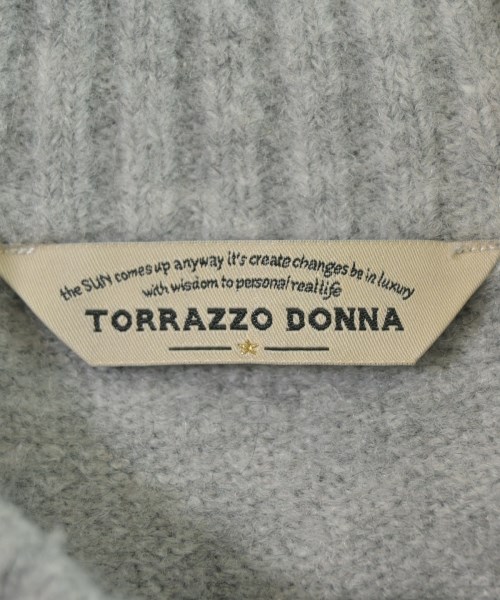 the SUN comes up anyway it's create changes be in luxury
with wisdom to personal real life
TORRAZZO DONNA